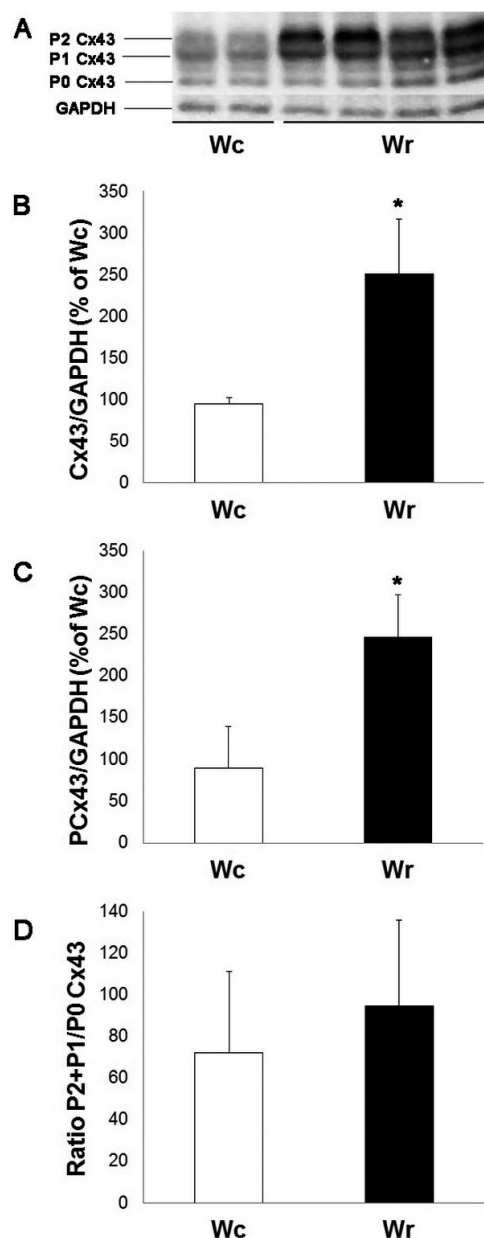 A
P2 Cx43
P1 Cx43
P0 Cx43
GAPDH
Wc Wr
B
Cx43/GAPDH (% of Wc)
350
300
250
200
150
100
50
0
*
Wc Wr
C
PCx43/GAPDH (%of Wc)
350
300
250
200
150
100
50
0
*
Wc Wr
D
Ratio P2+P1/P0 Cx43
140
120
100
80
60
40
20
0
Wc Wr